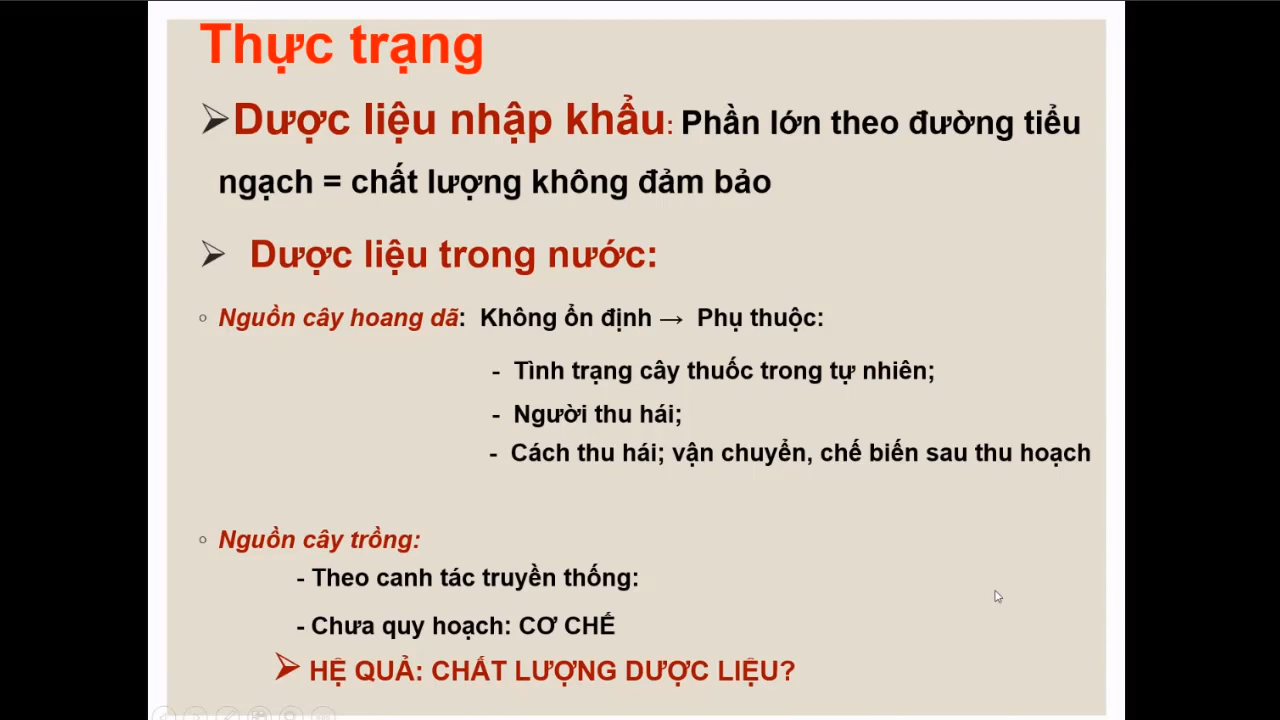 Thực trạng
➢Dược liệu nhập khẩu: Phần lớn theo đường tiểu
ngạch = chất lượng không đảm bảo
➢ Dược liệu trong nước:
◦ Nguồn cây hoang dã: Không ổn định → Phụ thuộc:
- Tình trạng cây thuốc trong tự nhiên;
- Người thu hái;
- Cách thu hái; vận chuyển, chế biến sau thu hoạch
◦ Nguồn cây trồng:
- Theo canh tác truyền thống:
- Chưa quy hoạch: CƠ CHẾ
➢ HỆ QUẢ: CHẤT LƯỢNG DƯỢC LIỆU?